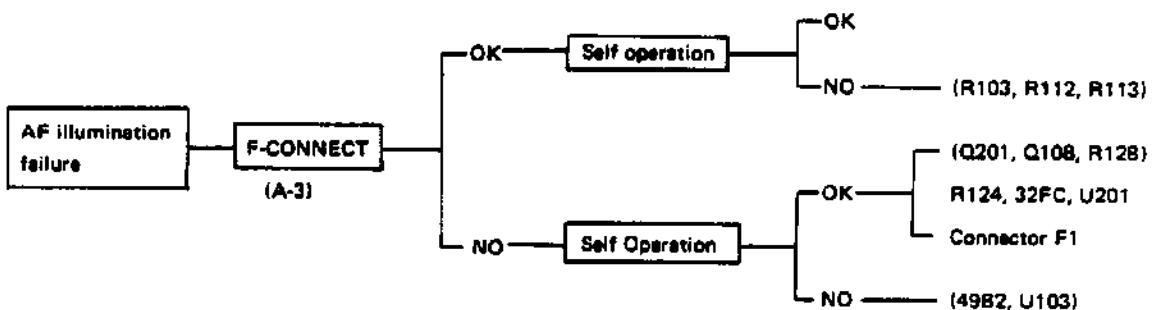 AF illumination
failure
F-CONNECT
(A-3)
OK
Self operation
OK
NO
(R103, R112, R113)
NO
Self Operation
OK
(Q201, Q108, R128)
R124, 32FC, U201
Connector F1
NO
(49B2, U103)